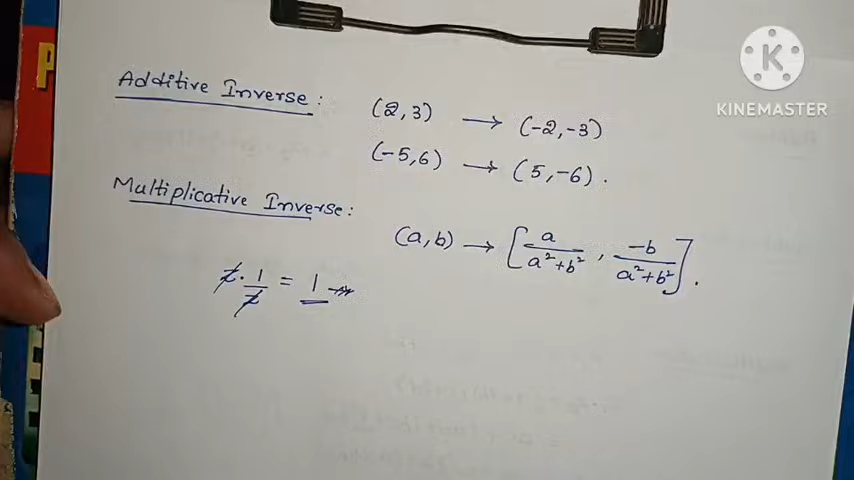 P
K
KINEMASTER
Additive Inverse: (2,3) → (-2,-3)
(-5,6) → (5,-6).
Multiplicative Inverse:
(a,b) → [a/a²+b², -b/a²+b²].
z·1/z = 1